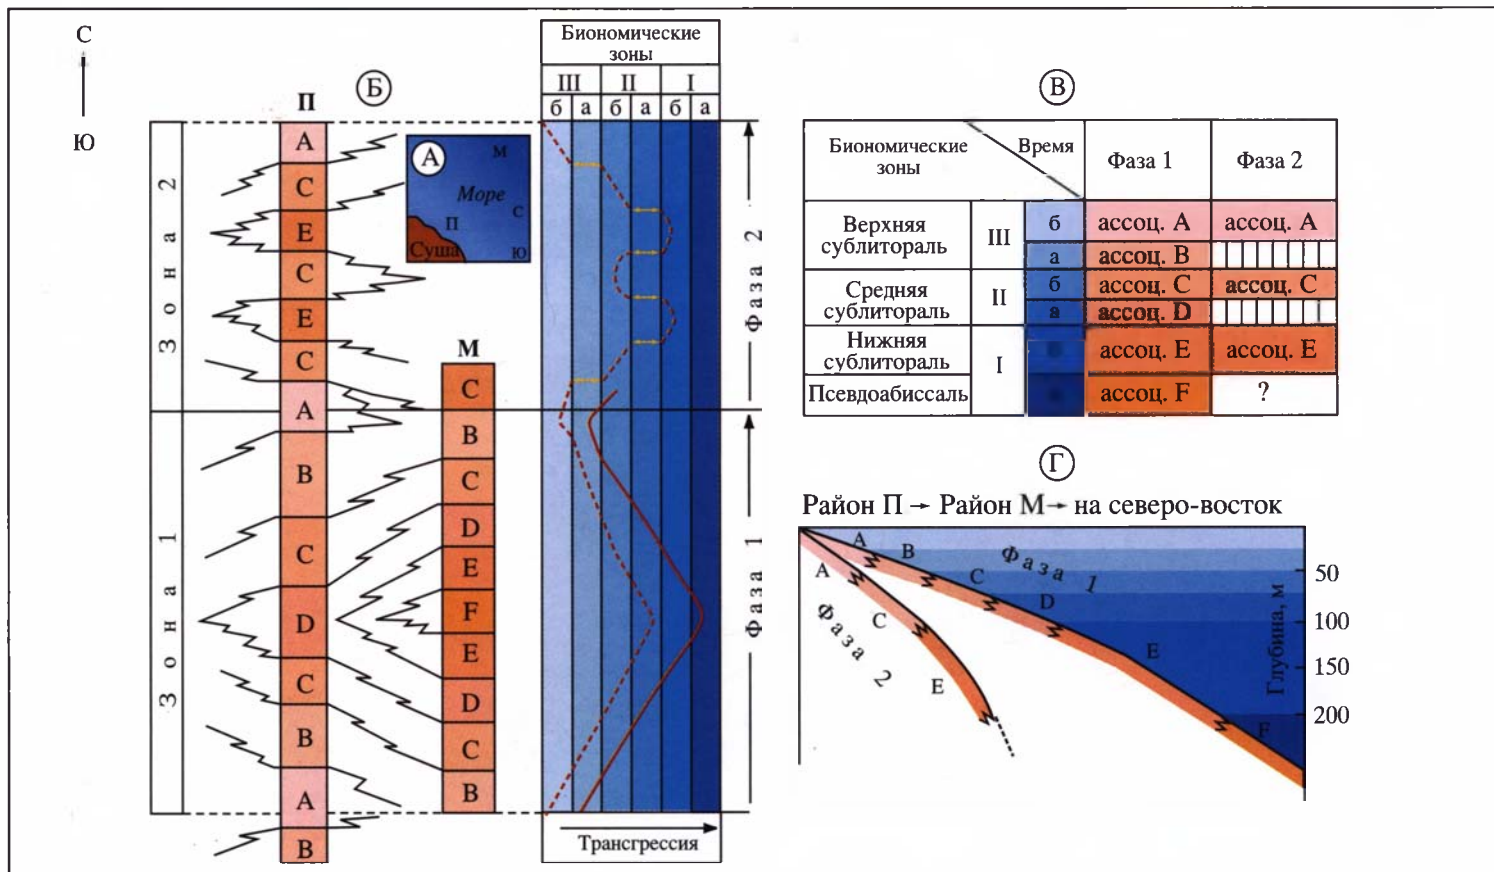 С
Ю
Б
П
А
С
Е
С
Е
С
А
В
С
D
С
В
А
В
Зона 2
Зона 1
А
М
Море
С
П
Суша
Ю
М
С
В
С
D
Е
F
Е
D
С
В
Биономические
зоны
III II I
б а б а б а
Фаза 2
Фаза 1
Трансгрессия
В
Биономические
зоны
Время
Фаза 1
Фаза 2
Верхняя
сублитораль
III
б
ассоц. А
ассоц. А
а
ассоц. В
Средняя
сублитораль
II
б
ассоц. С
ассоц. С
а
ассоц. D
Нижняя
сублитораль
I
ассоц. Е
ассоц. Е
Псевдоабиссаль
ассоц. F
?
Г
Район П → Район М → на северо-восток
А
В
С
D
Е
F
Фаза 1
А
С
Е
Фаза 2
50
100
150
200
Глубина, м